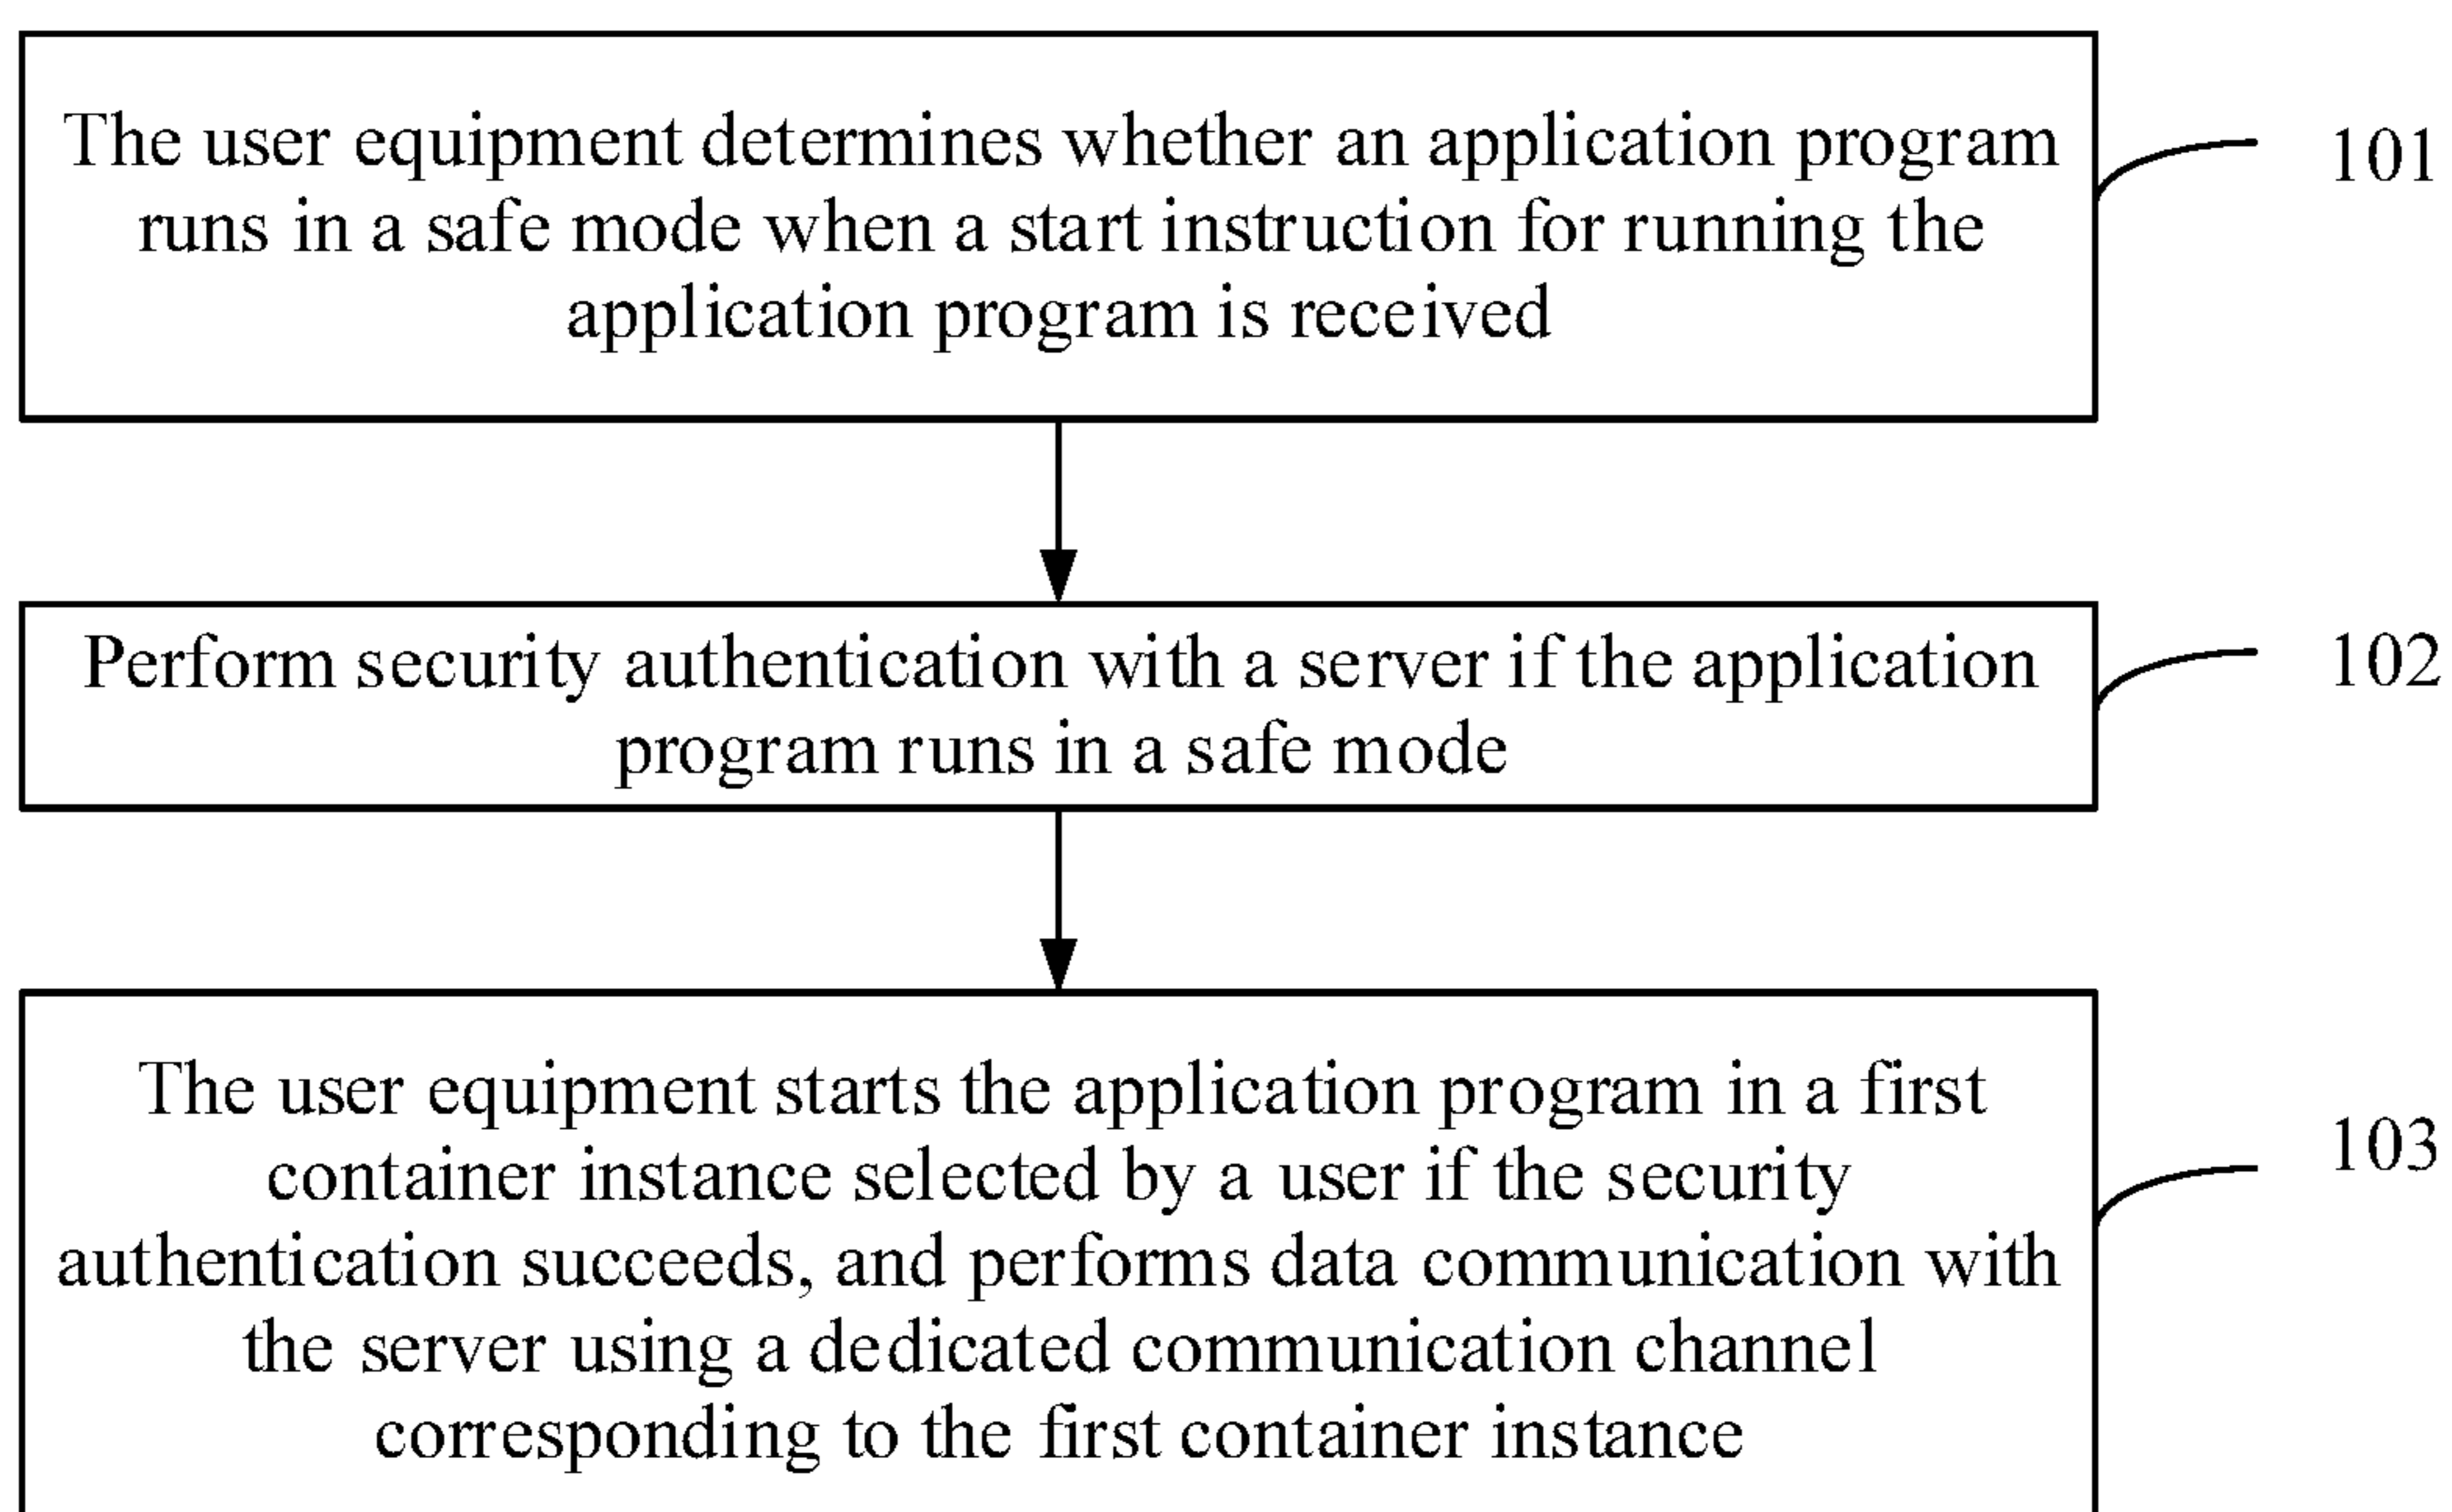 The user equipment determines whether an application program
runs in a safe mode when a start instruction for running the
application program is received
101
Perform security authentication with a server if the application
program runs in a safe mode
102
The user equipment starts the application program in a first
container instance selected by a user if the security
authentication succeeds, and performs data communication with
the server using a dedicated communication channel
corresponding to the first container instance
103